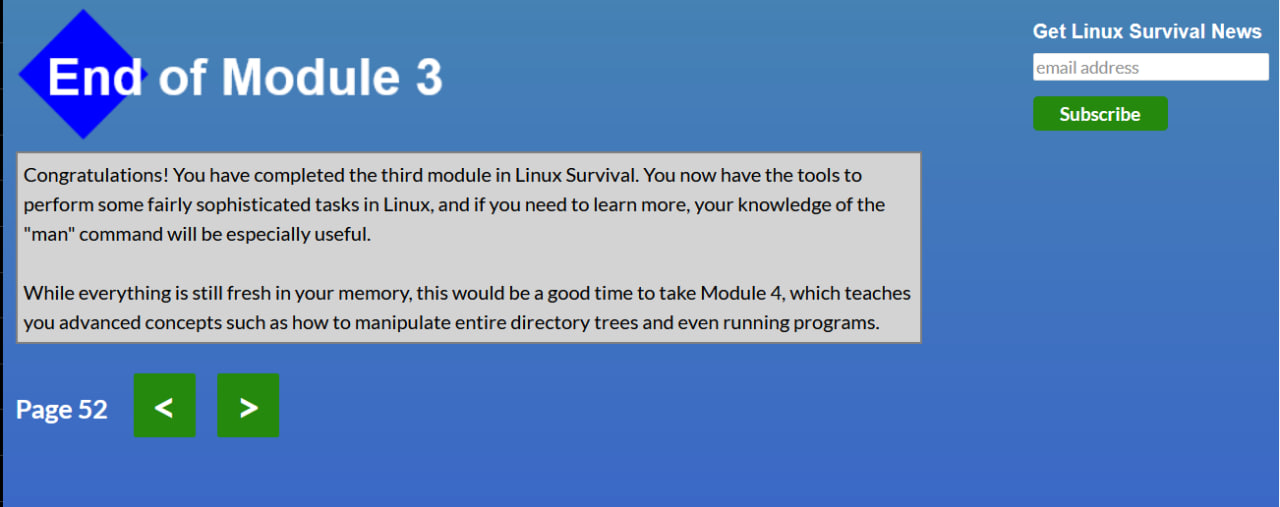 End of Module 3
Get Linux Survival News
email address
Subscribe
Congratulations! You have completed the third module in Linux Survival. You now have the tools to
perform some fairly sophisticated tasks in Linux, and if you need to learn more, your knowledge of the
"man" command will be especially useful.
While everything is still fresh in your memory, this would be a good time to take Module 4, which teaches
you advanced concepts such as how to manipulate entire directory trees and even running programs.
Page 52 < >